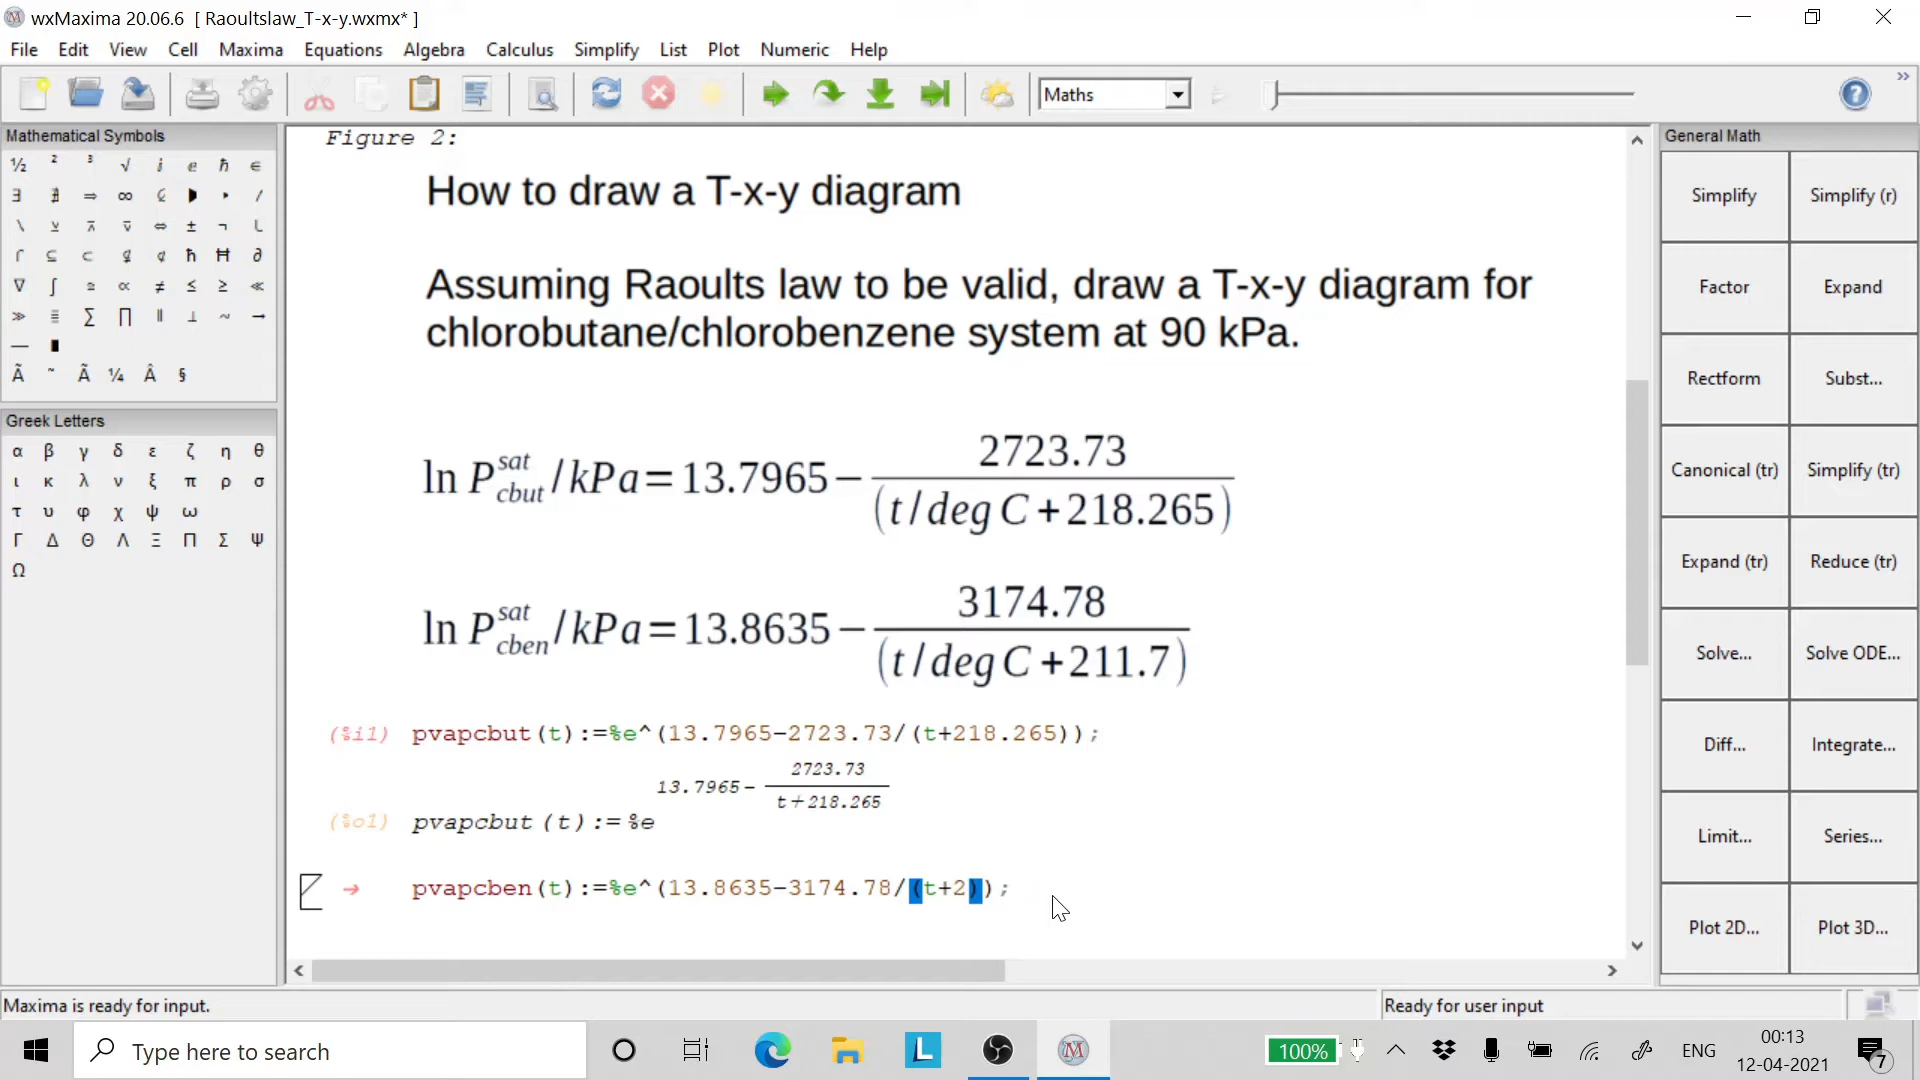 wxMaxima 20.06.6 [ Raoultslaw_T-x-y.wxmx* ]
File Edit View Cell Maxima Equations Algebra Calculus Simplify List Plot Numeric Help
Maths
Mathematical Symbols
½ ² ³ √ i e ħ ∈
∃ ∄ ⇒ ∞ /
\ ⊻ ⊼ ⊽ ⇔ ± ¬
⊆ ⊂ ħ Ħ ∂
∇ ∫ ≅ ∝ ≠ ≤ ≥ ≪
≫ ∑ ∏ ∥ ⊥ ~ →
—
Ã ˜ Ã ¼ Â §
Greek Letters
α β γ δ ε ζ η θ
ι κ λ ν ξ π ρ σ
τ υ φ χ ψ ω
Γ Δ Θ Λ Ξ Π Σ Ψ
Ω
Figure 2:
How to draw a T-x-y diagram
Assuming Raoults law to be valid, draw a T-x-y diagram for
chlorobutane/chlorobenzene system at 90 kPa.
ln P^sat_cbut /kPa=13.7965− 2723.73 / (t/deg C+218.265)
ln P^sat_cben /kPa=13.8635− 3174.78 / (t/deg C+211.7)
(%i1) pvapcbut(t):=%e^(13.7965-2723.73/(t+218.265));
13.7965- 2723.73 / t+218.265
(%o1) pvapcbut (t):=%e
→ pvapcben(t):=%e^(13.8635-3174.78/(t+2));
General Math
Simplify Simplify (r)
Factor Expand
Rectform Subst...
Canonical (tr) Simplify (tr)
Expand (tr) Reduce (tr)
Solve... Solve ODE...
Diff... Integrate...
Limit... Series...
Plot 2D... Plot 3D...
Maxima is ready for input.
Ready for user input
Type here to search
L
M
100%
ENG
00:13
12-04-2021
7